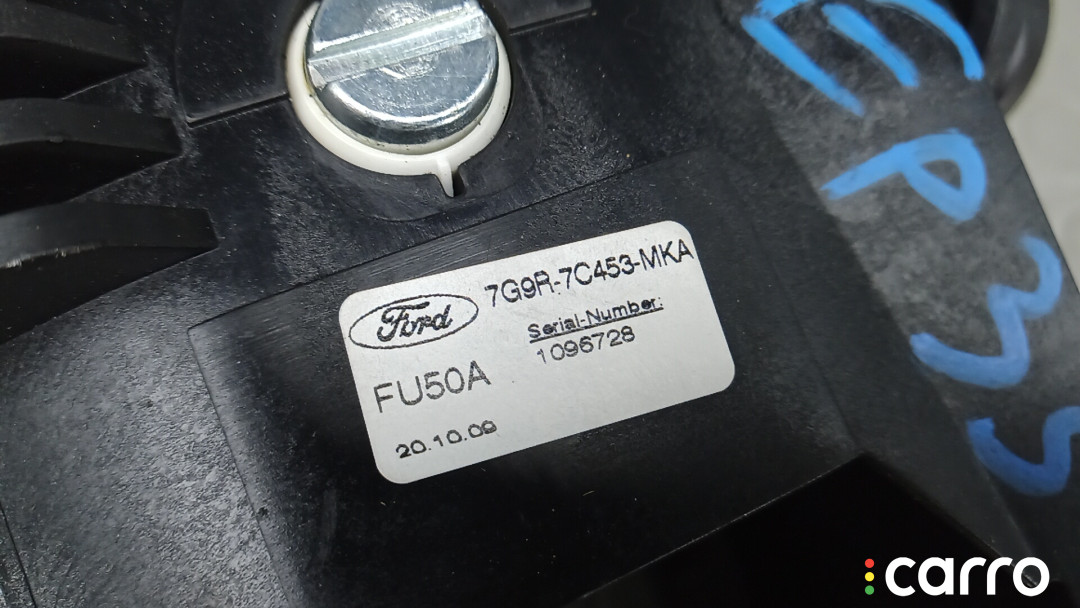 Ford
7G9R-7C453-MKA
Serial-Number:
1096728
FU50A
20.10.09
carro